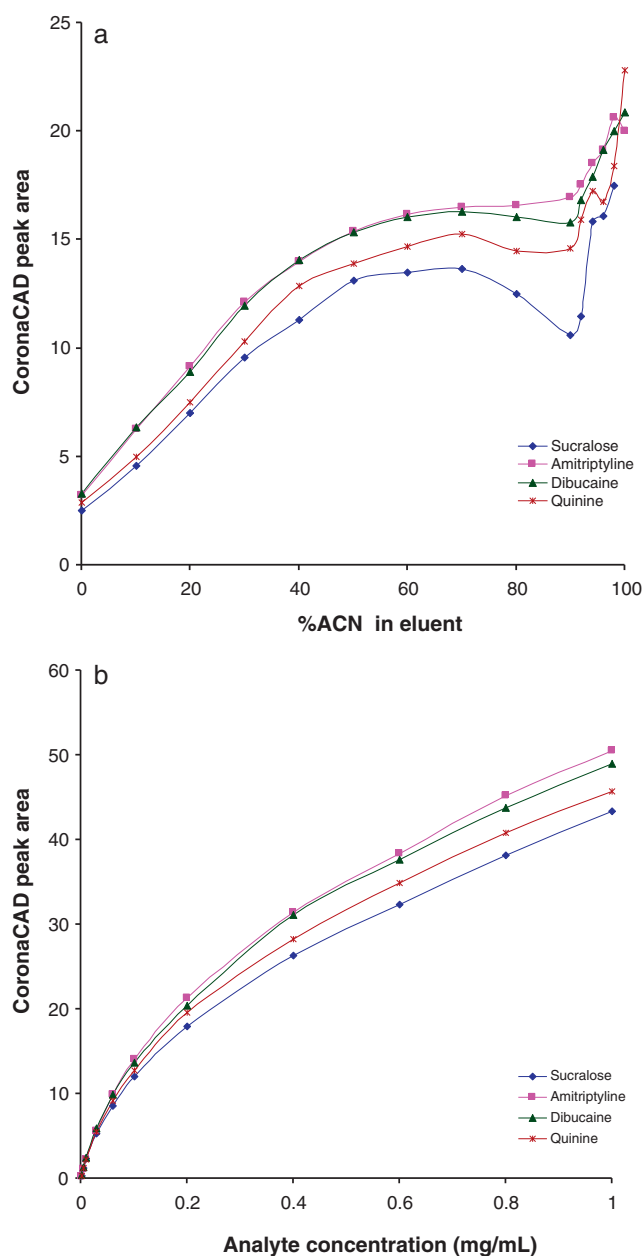 a
25
20
15
10
5
0
CoronaCAD peak area
Sucralose
Amitriptyline
Dibucaine
Quinine
0 20 40 60 80 100
%ACN in eluent
b
60
50
40
30
20
10
0
CoronaCAD peak area
Sucralose
Amitriptyline
Dibucaine
Quinine
0 0.2 0.4 0.6 0.8 1
Analyte concentration (mg/mL)